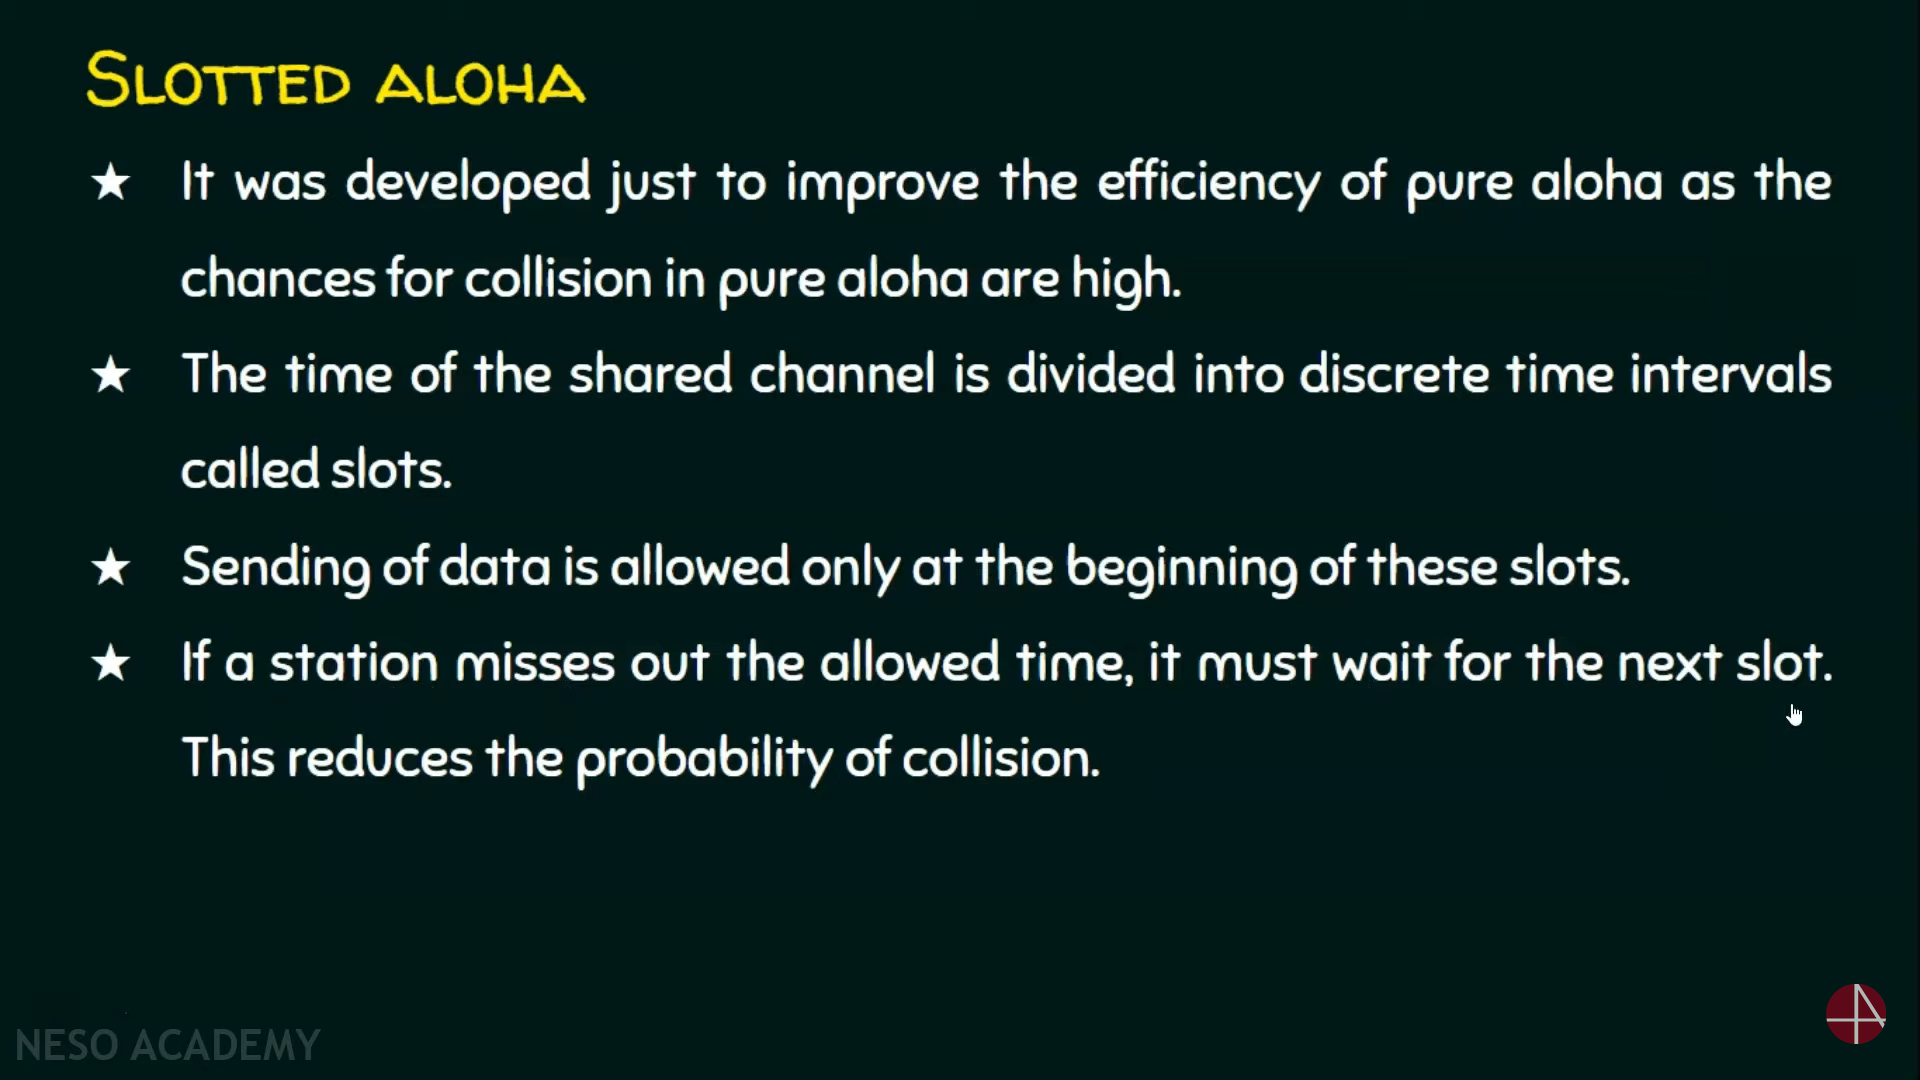 SLOTTED ALOHA
★ It was developed just to improve the efficiency of pure aloha as the
chances for collision in pure aloha are high.
★ The time of the shared channel is divided into discrete time intervals
called slots.
★ Sending of data is allowed only at the beginning of these slots.
★ If a station misses out the allowed time, it must wait for the next slot.
This reduces the probability of collision.
NESO ACADEMY